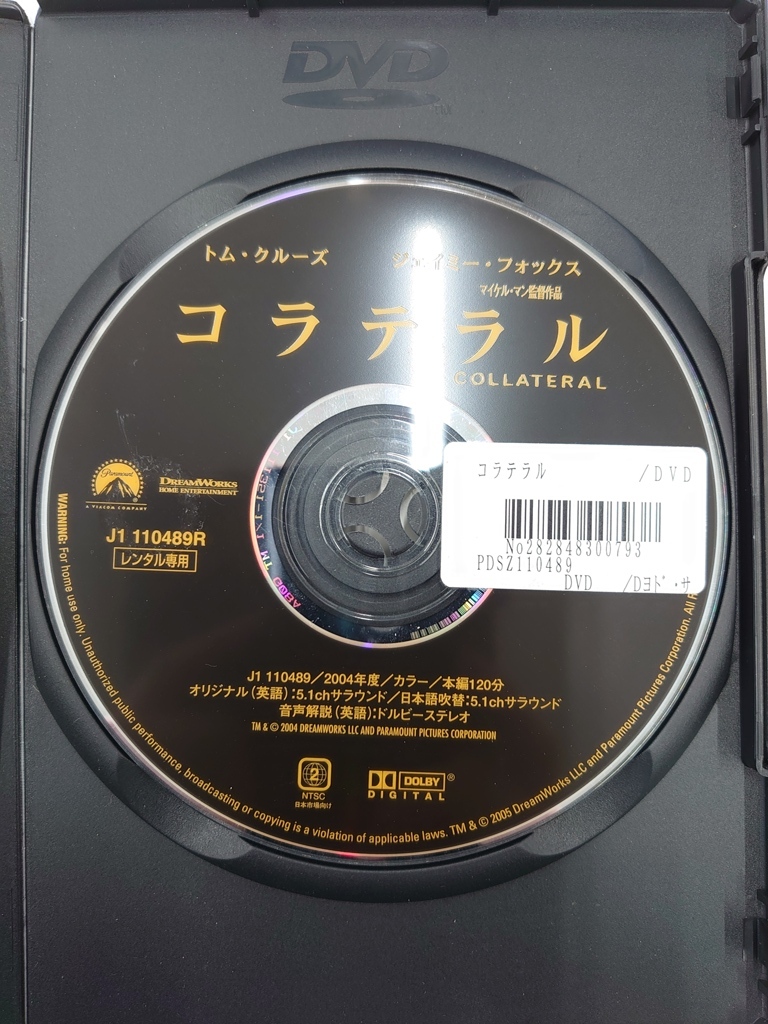 DVD
トム・クルーズ ジェイミー・フォックス
マイケル・マン監督作品
コラテラル
COLLATERAL
Paramount
A VIACOM COMPANY
DREAMWORKS
HOME ENTERTAINMENT
J1 110489R
レンタル専用
コラテラル /DVD
No282848300793
PDSZ110489
DVD /Dヨド・サ
J1 110489/2004年度/カラー/本編120分
オリジナル(英語):5.1chサラウンド/日本語吹替:5.1chサラウンド
音声解説(英語):ドルビーステレオ
TM & © 2004 DREAMWORKS LLC AND PARAMOUNT PICTURES CORPORATION
2
NTSC
日本市場向け
DOLBY®
DIGITAL
WARNING: For home use only. Unauthorized public performance, broadcasting or copying is a violation of applicable laws. TM & © 2005 DreamWorks LLC and Paramount Pictures Corporation. All R